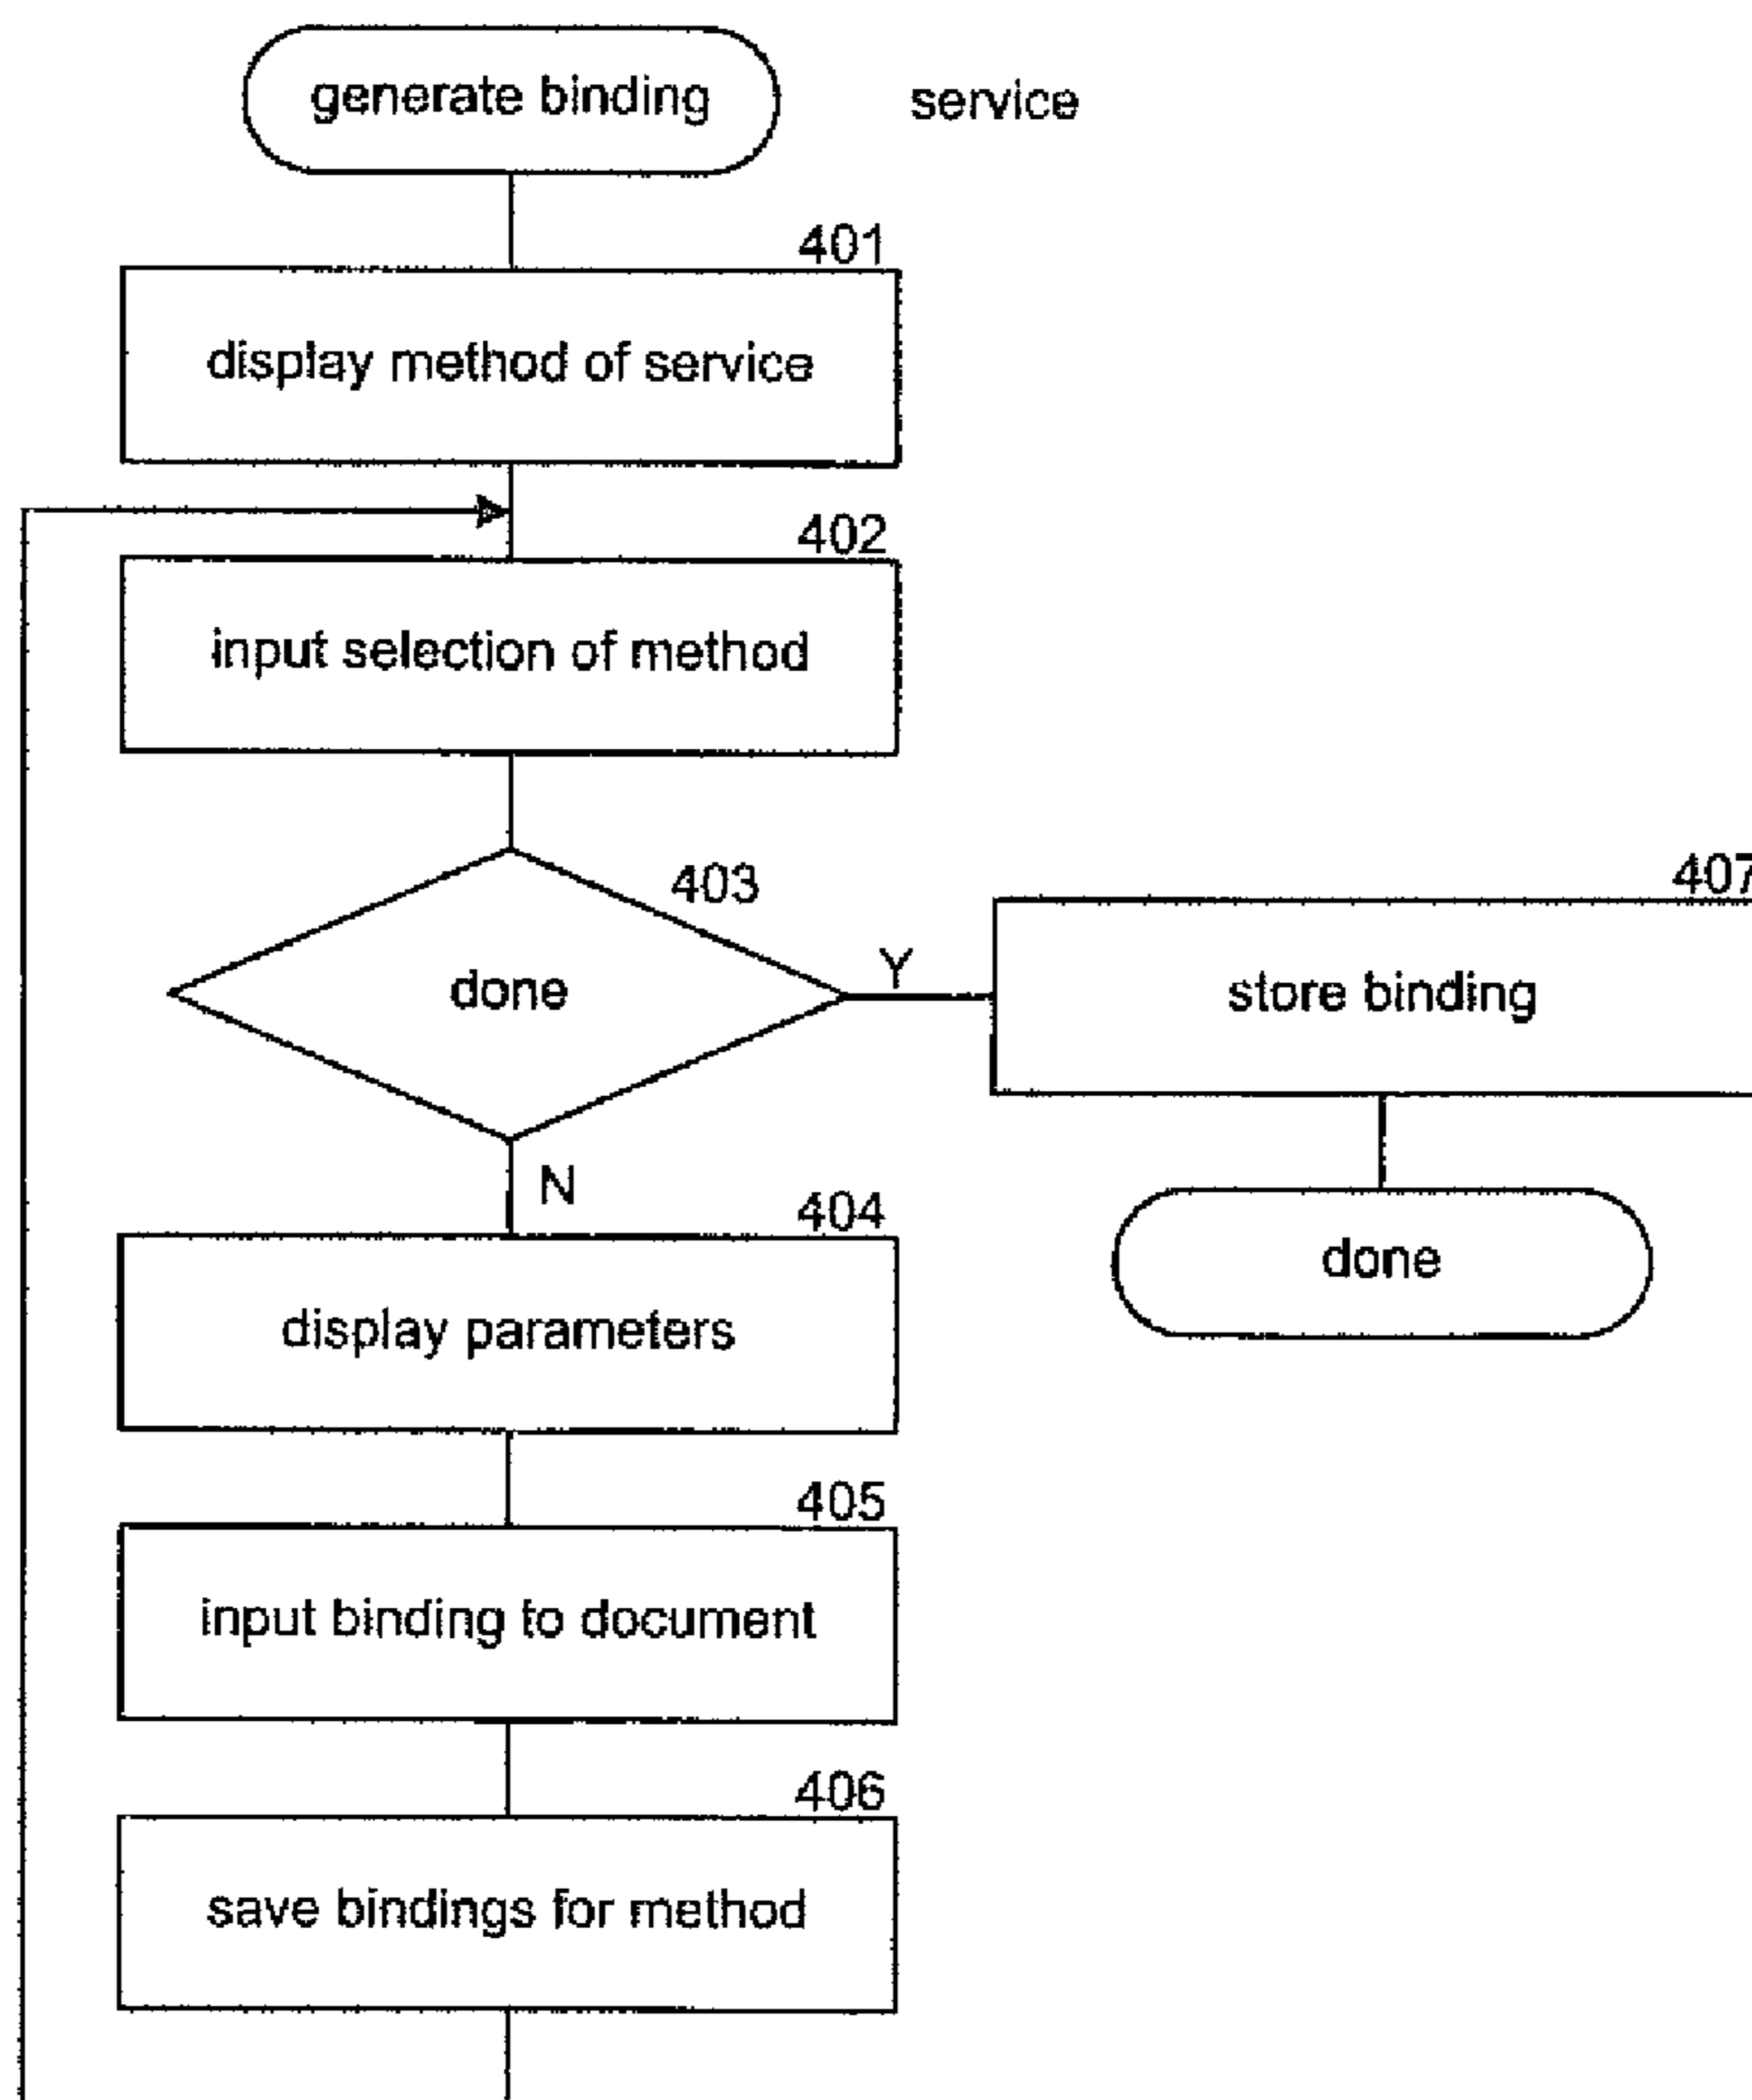 generate binding
service
401
display method of service
402
input selection of method
403
done
Y
407
store binding
N
404
display parameters
done
405
input binding to document
406
save bindings for method